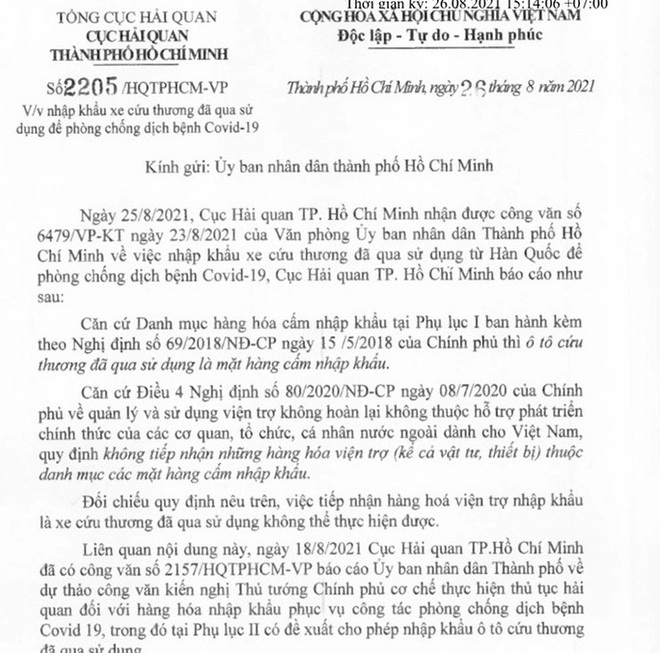 Thời gian ký: 26.08.2021 15:14:06 +07:00
TỔNG CỤC HẢI QUAN
CỤC HẢI QUAN
THÀNH PHỐ HỒ CHÍ MINH
CỘNG HÒA XÃ HỘI CHỦ NGHĨA VIỆT NAM
Độc lập - Tự do - Hạnh phúc
Số 2205 /HQTPHCM-VP
Thành phố Hồ Chí Minh, ngày 26 tháng 8 năm 2021
V/v nhập khẩu xe cứu thương đã qua sử
dụng để phòng chống dịch bệnh Covid-19
Kính gửi: Ủy ban nhân dân thành phố Hồ Chí Minh
Ngày 25/8/2021, Cục Hải quan TP. Hồ Chí Minh nhận được công văn số
6479/VP-KT ngày 23/8/2021 của Văn phòng Ủy ban nhân dân Thành phố Hồ
Chí Minh về việc nhập khẩu xe cứu thương đã qua sử dụng từ Hàn Quốc để
phòng chống dịch bệnh Covid-19, Cục Hải quan TP. Hồ Chí Minh báo cáo như
sau:
Căn cứ Danh mục hàng hóa cấm nhập khẩu tại Phụ lục I ban hành kèm
theo Nghị định số 69/2018/NĐ-CP ngày 15 /5/2018 của Chính phủ thì ô tô cứu
thương đã qua sử dụng là mặt hàng cấm nhập khẩu.
Căn cứ Điều 4 Nghị định số 80/2020/NĐ-CP ngày 08/7/2020 của Chính
phủ về quản lý và sử dụng viện trợ không hoàn lại không thuộc hỗ trợ phát triển
chính thức của các cơ quan, tổ chức, cá nhân nước ngoài dành cho Việt Nam,
quy định không tiếp nhận những hàng hóa viện trợ (kể cả vật tư, thiết bị) thuộc
danh mục các mặt hàng cấm nhập khẩu.
Đối chiếu quy định nêu trên, việc tiếp nhận hàng hoá viện trợ nhập khẩu
là xe cứu thương đã qua sử dụng không thể thực hiện được.
Liên quan nội dung này, ngày 18/8/2021 Cục Hải quan TP.Hồ Chí Minh
đã có công văn số 2157/HQTPHCM-VP báo cáo Ủy ban nhân dân Thành phố về
dự thảo công văn kiến nghị Thủ tướng Chính phủ cơ chế thực hiện thủ tục hải
quan đối với hàng hóa nhập khẩu phục vụ công tác phòng chống dịch bệnh
Covid 19, trong đó tại Phụ lục II có đề xuất cho phép nhập khẩu ô tô cứu thương
đã qua sử dụng